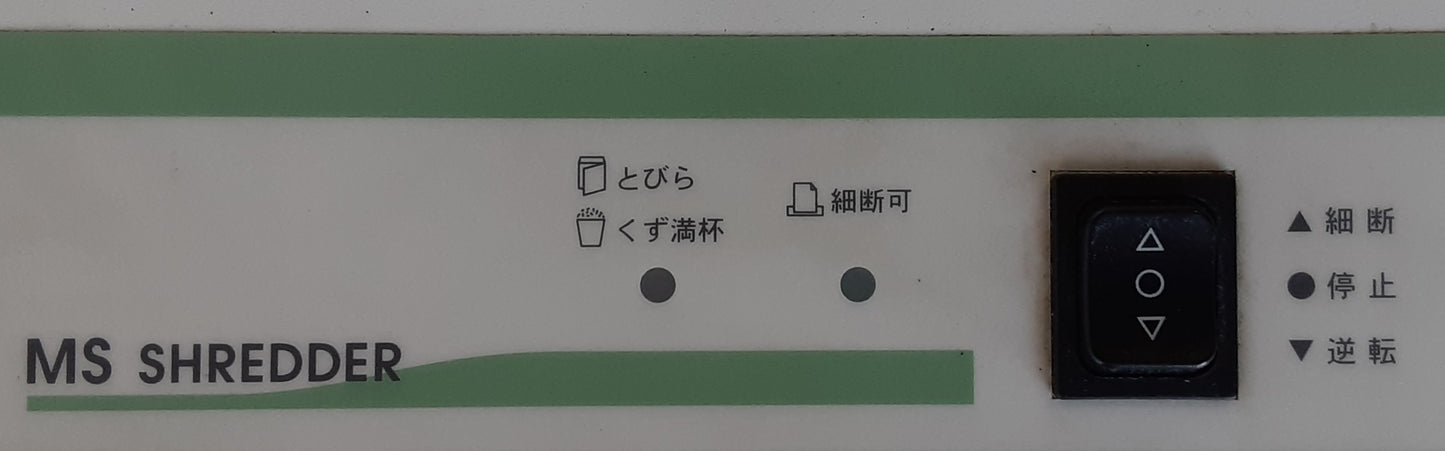 とびら
くず満杯
細断可
▲ 細断
● 停止
▼ 逆転
MS SHREDDER